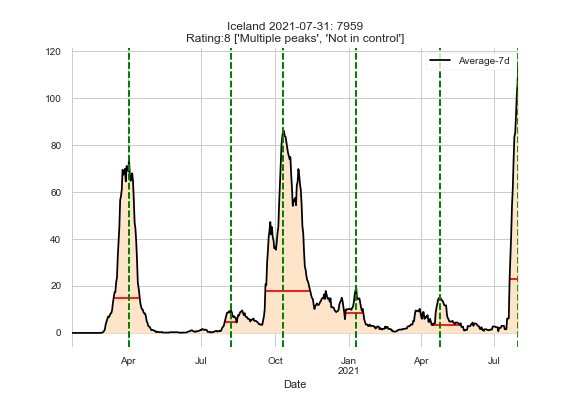 Iceland 2021-07-31: 7959
Rating:8 ['Multiple peaks', 'Not in control']
Average-7d
120
100
80
60
40
20
0
Apr
Jul
Oct
Jan
2021
Apr
Jul
Date